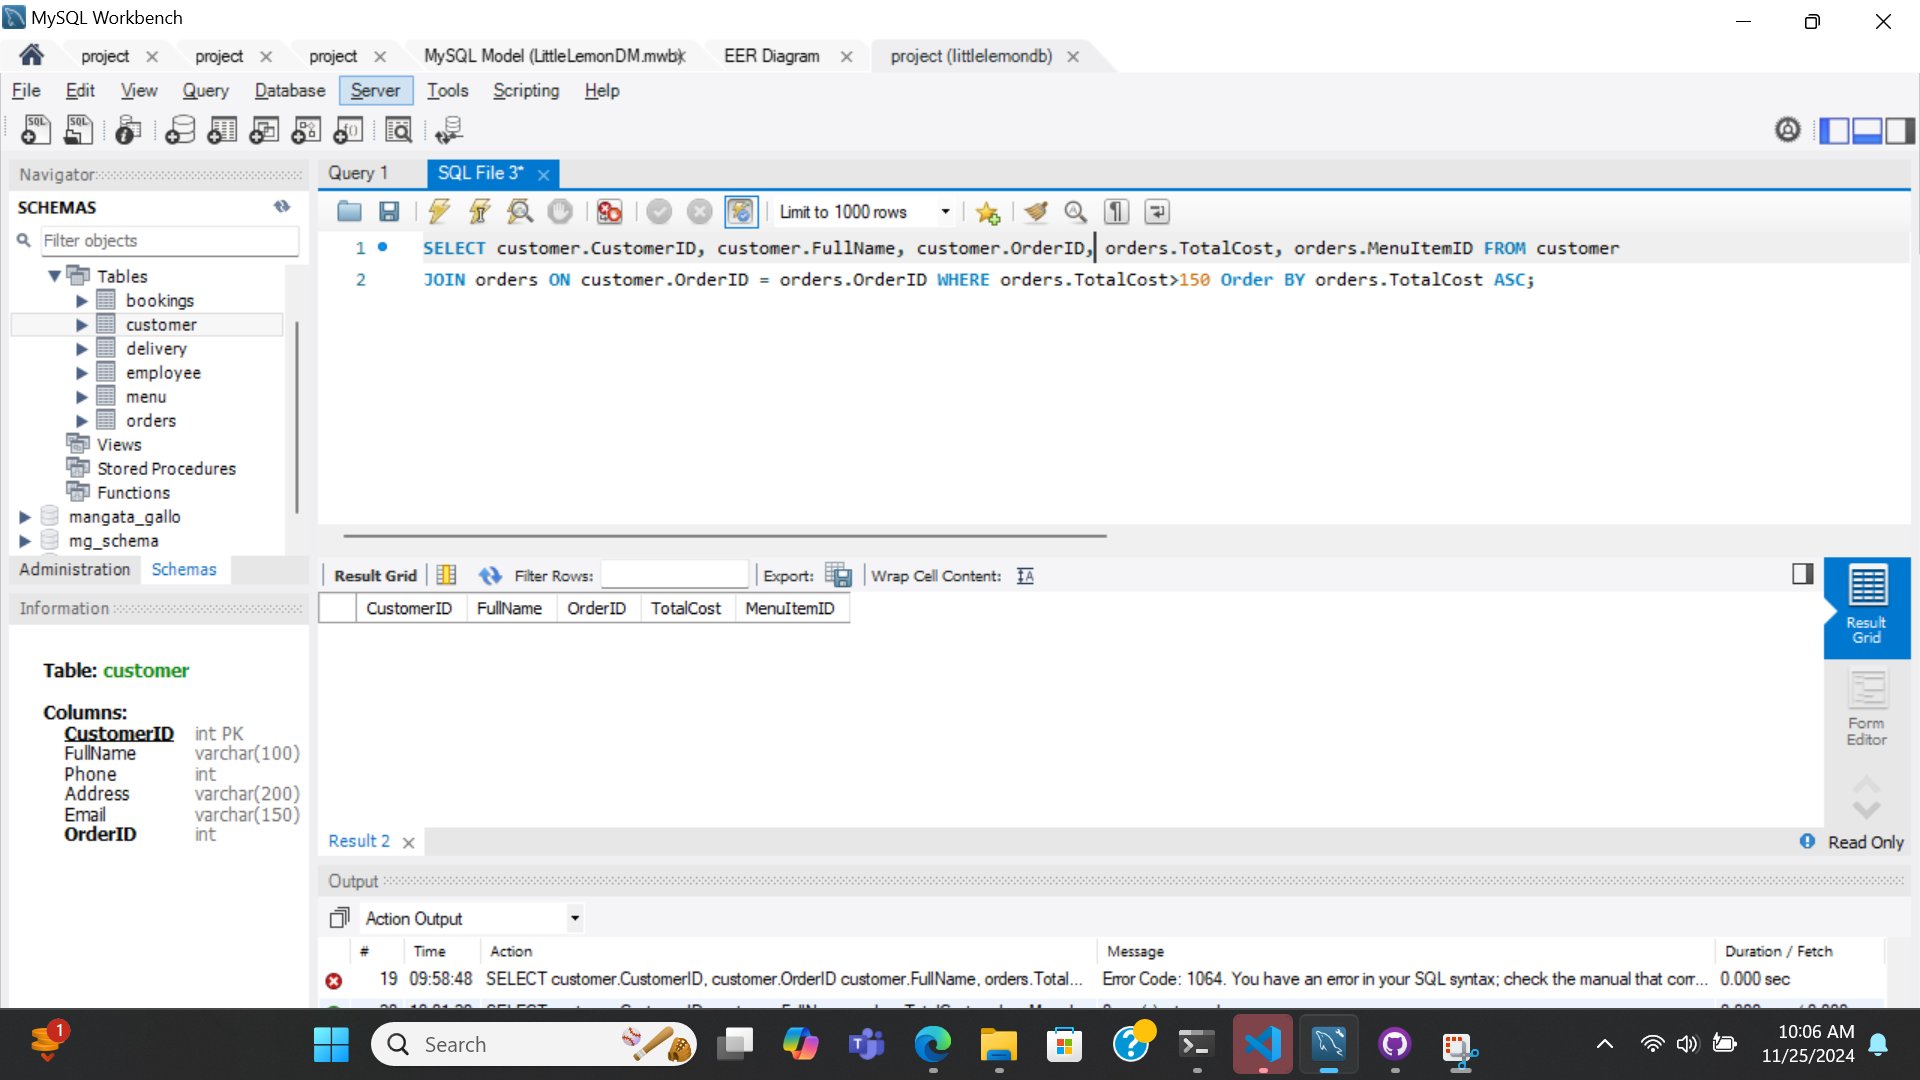 MySQL Workbench
project
project
project
MySQL Model (LittleLemonDM.mwb)
EER Diagram
project (littlelemondb)
File Edit View Query Database Server Tools Scripting Help
Navigator
SCHEMAS
Filter objects
Tables
bookings
customer
delivery
employee
menu
orders
Views
Stored Procedures
Functions
mangata_gallo
mg_schema
Administration Schemas
Information
Table: customer
Columns:
CustomerID int PK
FullName varchar(100)
Phone int
Address varchar(200)
Email varchar(150)
OrderID int
Query 1 SQL File 3*
Limit to 1000 rows
1 SELECT customer.CustomerID, customer.FullName, customer.OrderID, orders.TotalCost, orders.MenuItemID FROM customer
2 JOIN orders ON customer.OrderID = orders.OrderID WHERE orders.TotalCost>150 Order BY orders.TotalCost ASC;
Result Grid Filter Rows: Export: Wrap Cell Content:
CustomerID FullName OrderID TotalCost MenuItemID
Result
Grid
Form
Editor
Result 2
Read Only
Output
Action Output
# Time Action Message Duration / Fetch
19 09:58:48 SELECT customer.CustomerID, customer.OrderID customer.FullName, orders.Total... Error Code: 1064. You have an error in your SQL syntax; check the manual that corr... 0.000 sec
1
Search
10:06 AM
11/25/2024